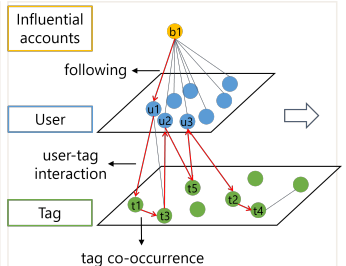 Influential
accounts
b1
following
User
u1
u2
u3
user-tag
interaction
Tag
t1
t3
t5
t2
t4
tag co-occurrence